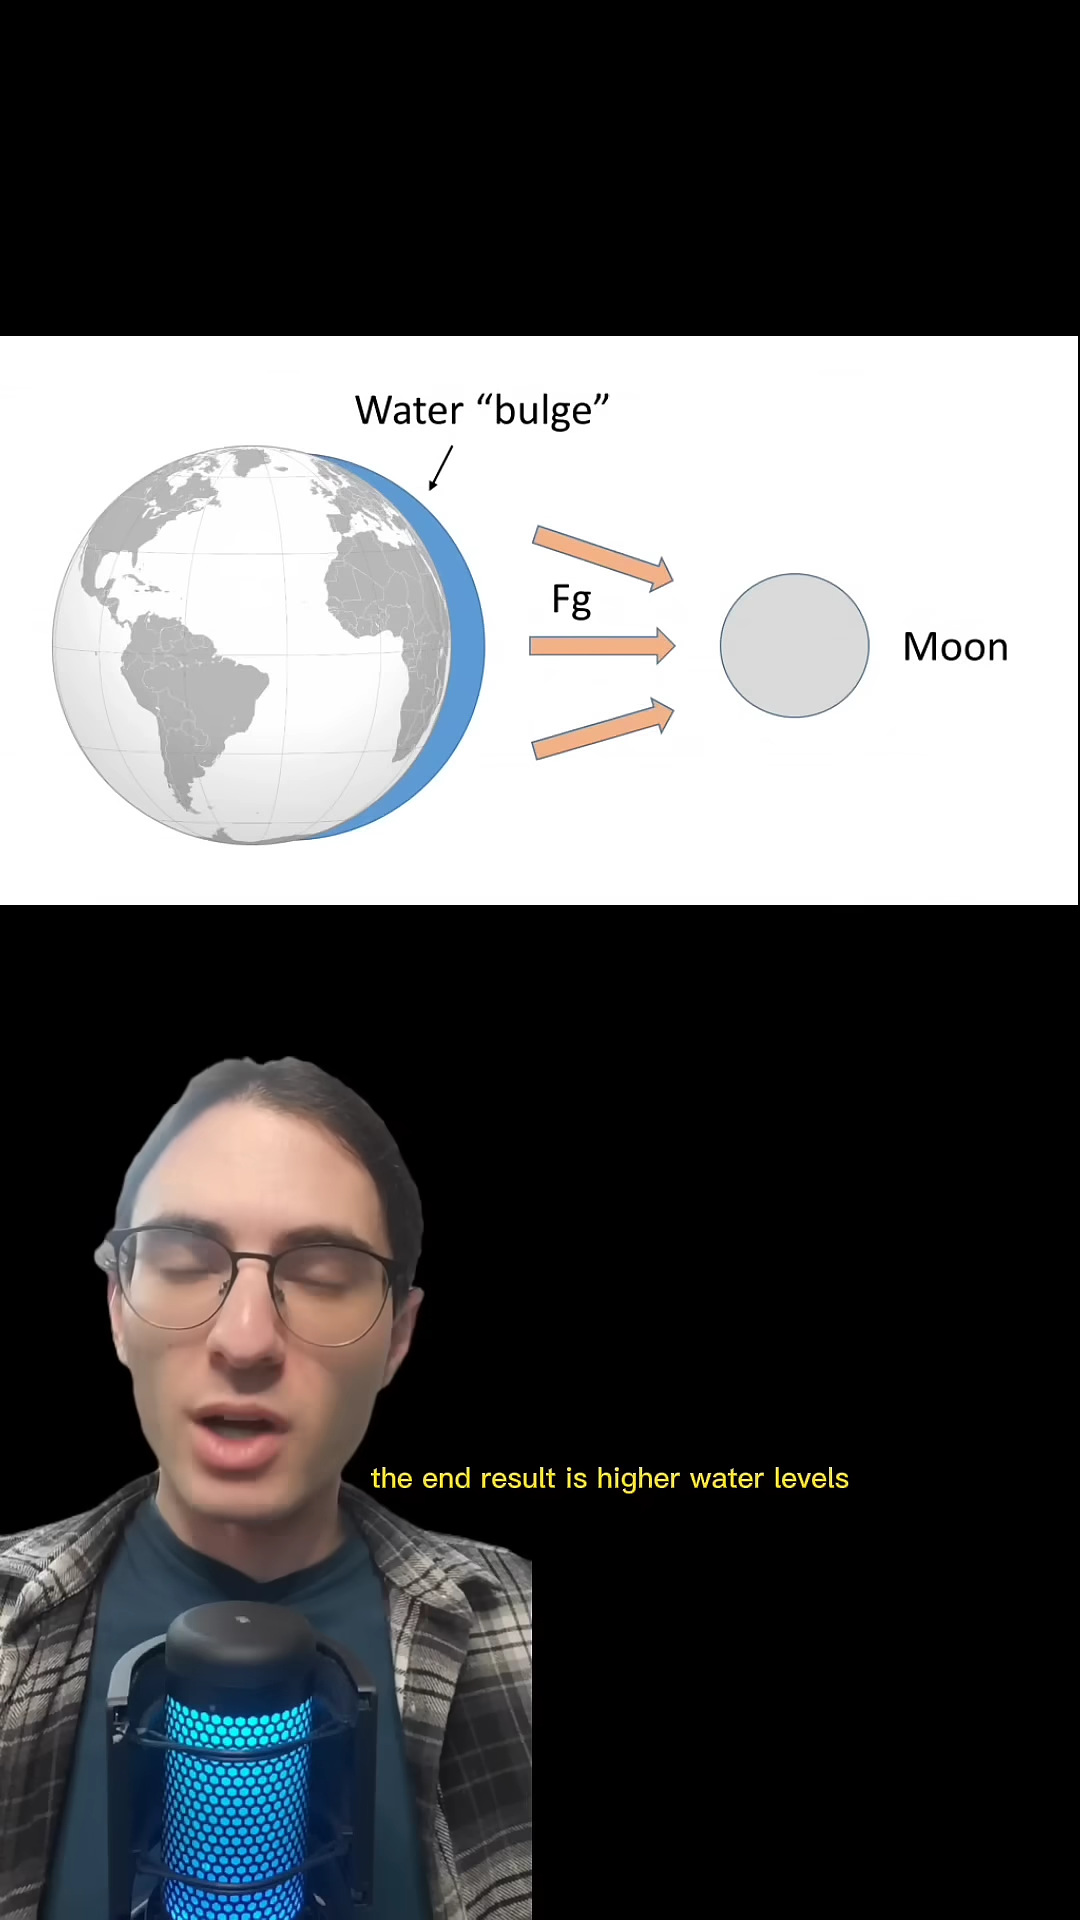 Water “bulge”
Fg
Moon
the end result is higher water levels